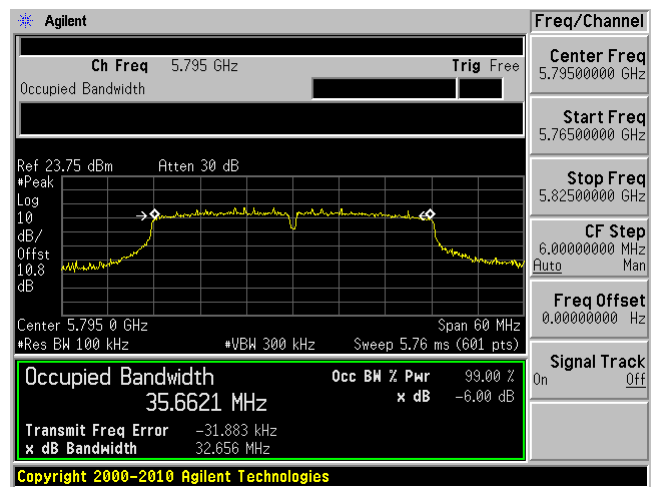 Agilent
Freq/Channel
Ch Freq 5.795 GHz Trig Free
Occupied Bandwidth
Center Freq
5.79500000 GHz
Start Freq
5.76500000 GHz
Stop Freq
5.82500000 GHz
CF Step
6.00000000 MHz
Auto Man
Freq Offset
0.00000000 Hz
Signal Track
On Off
Ref 23.75 dBm Atten 30 dB
#Peak
Log
10
dB/
Offst
10.8
dB
Center 5.795 0 GHz Span 60 MHz
#Res BW 100 kHz #VBW 300 kHz Sweep 5.76 ms (601 pts)
Occupied Bandwidth Occ BW % Pwr 99.00 %
35.6621 MHz x dB -6.00 dB
Transmit Freq Error -31.883 kHz
x dB Bandwidth 32.656 MHz
Copyright 2000-2010 Agilent Technologies